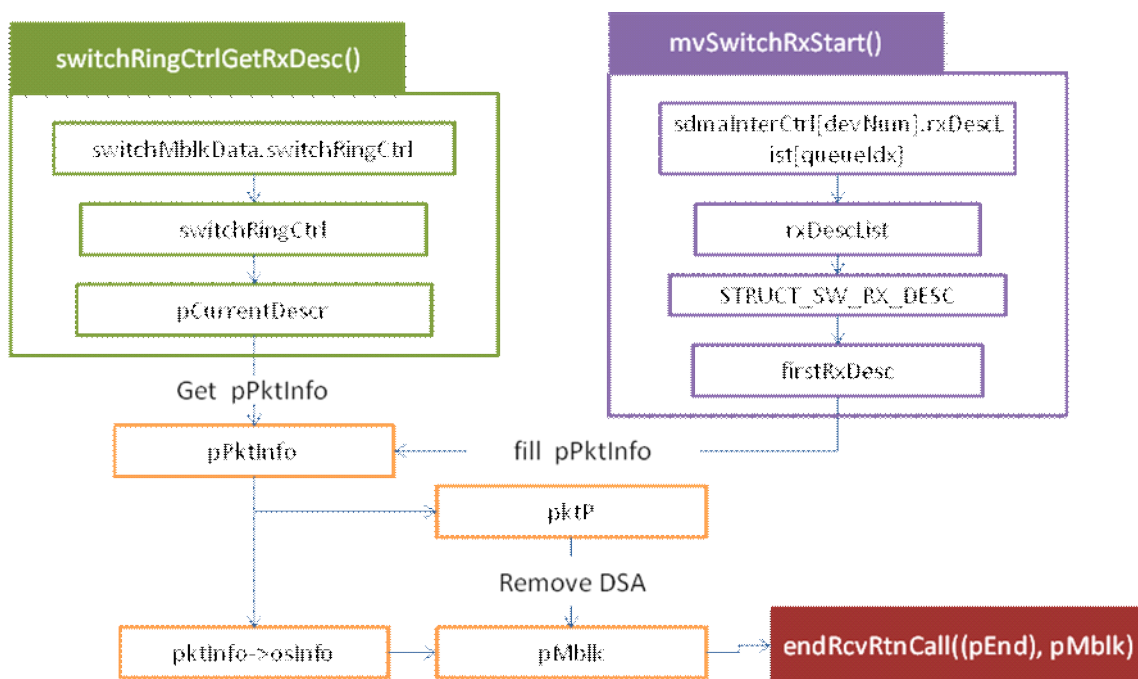 switchRingCtrlGetRxDesc()
switchMblkData.switchRingCtrl
switchRingCtrl
pCurrentDescr
mvSwitchRxStart()
sdmaInterCtrl[devNum].rxDescL
ist[queueIdx]
rxDescList
STRUCT_SW_RX_DESC
firstRxDesc
Get pPktInfo
pPktInfo
fill pPktInfo
pktP
Remove DSA
pktInfo->osInfo
pMblk
endRcvRtnCall((pEnd), pMblk)